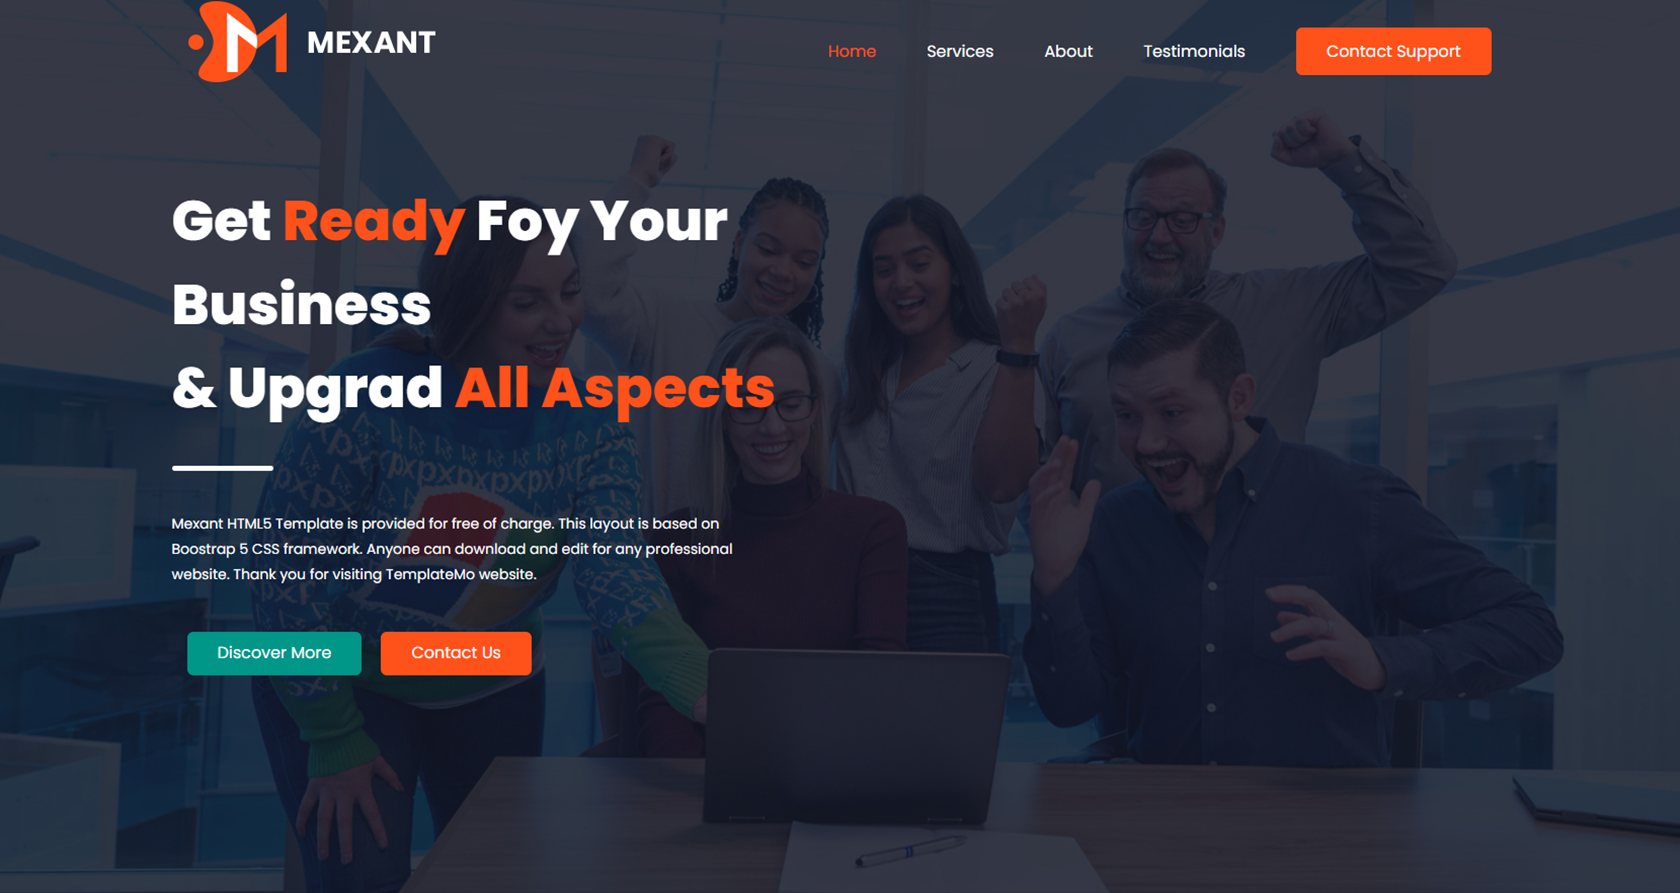 MEXANT
Home Services About Testimonials Contact Support
Get Ready Foy Your
Business
& Upgrad All Aspects
Mexant HTML5 Template is provided for free of charge. This layout is based on
Boostrap 5 CSS framework. Anyone can download and edit for any professional
website. Thank you for visiting TemplateMo website.
Discover More Contact Us